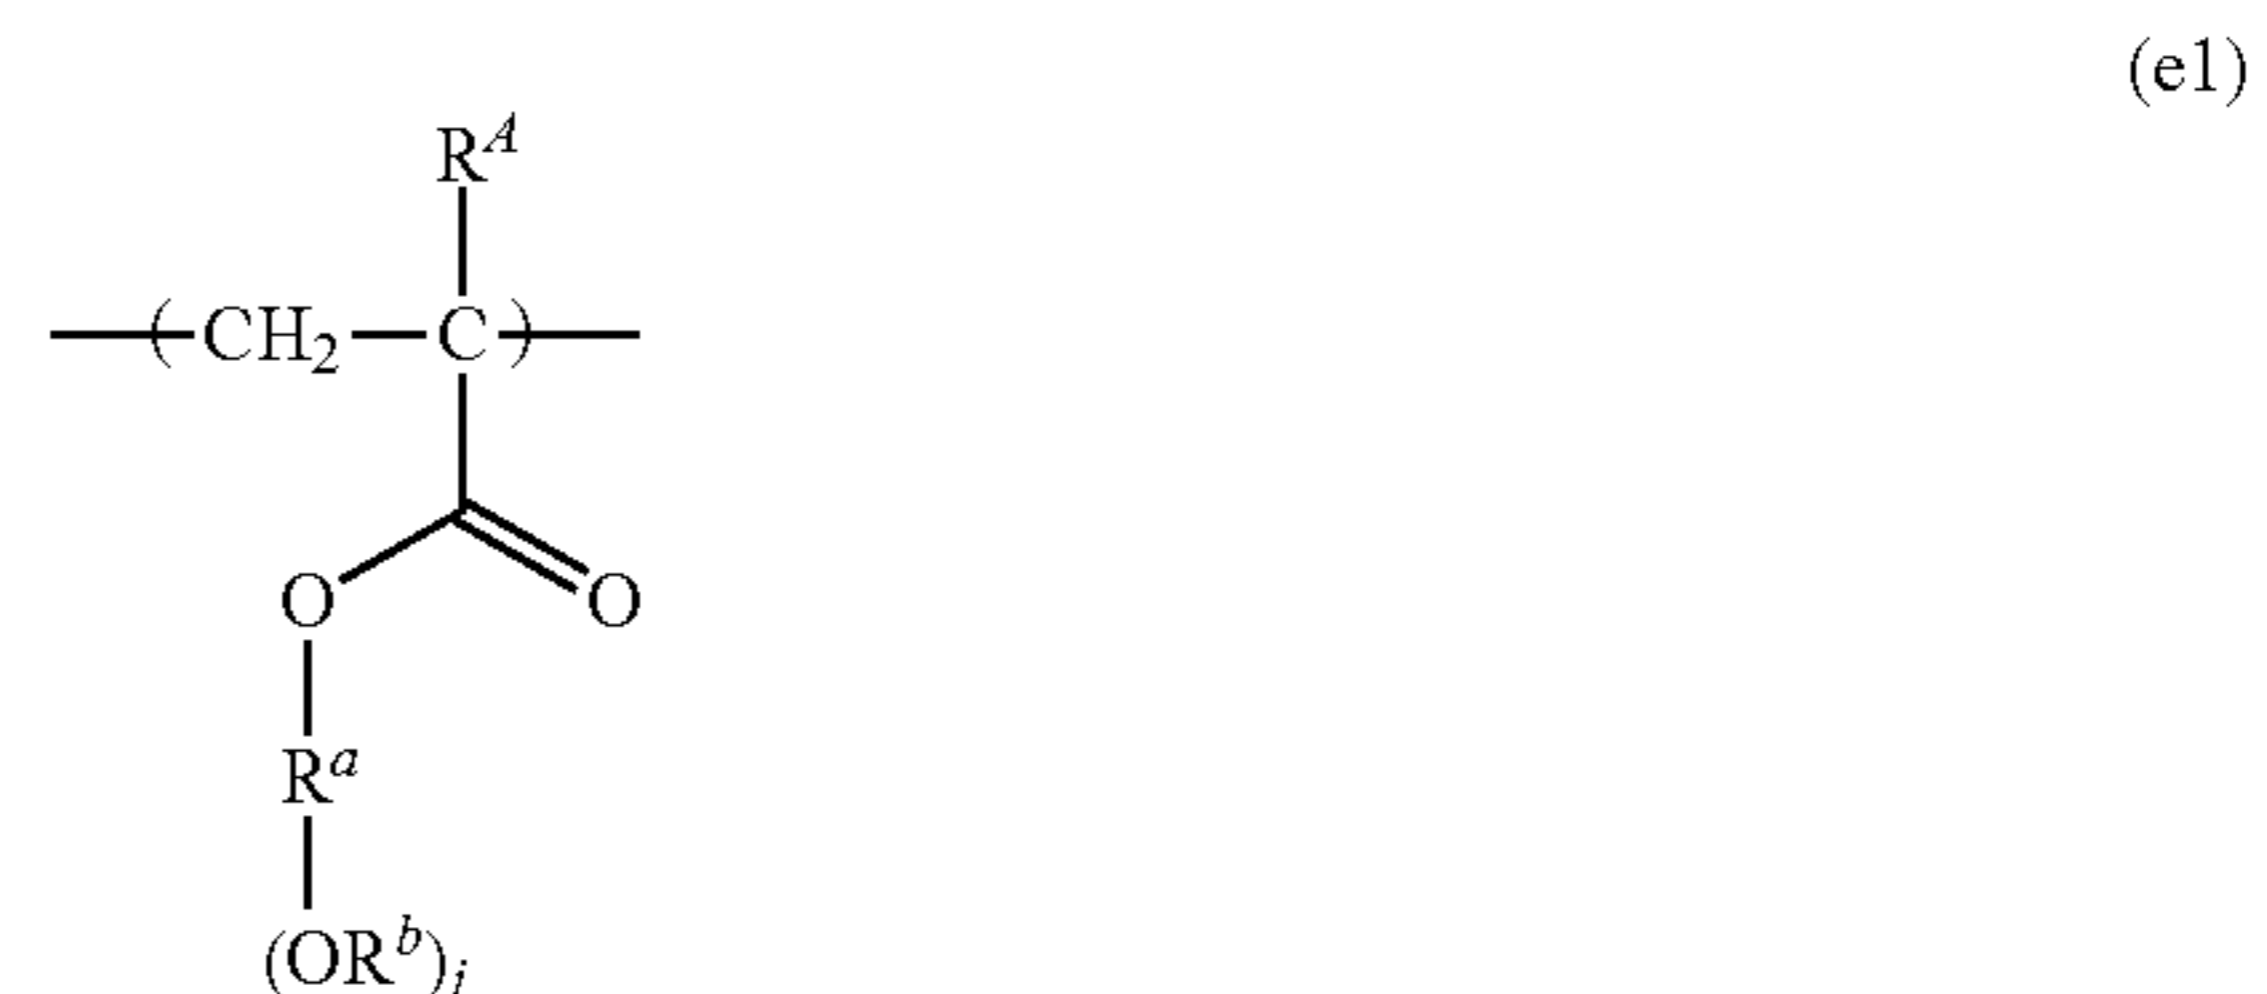 (e1)
R^A
—(CH₂—C)—
O O
R^a
(OR^b)